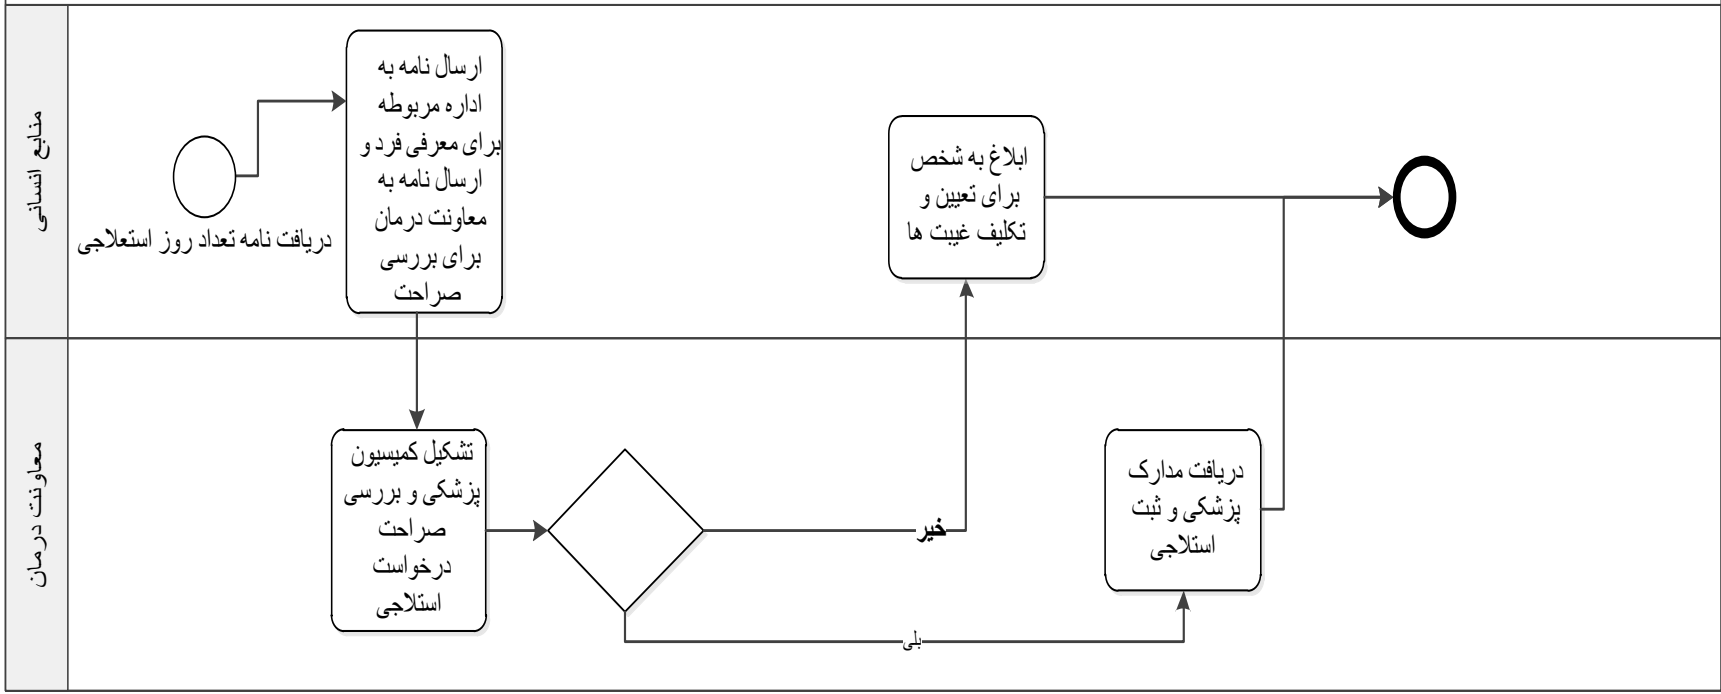 منابع انسانی
دریافت نامه تعداد روز استعلاجی
ارسال نامه به
اداره مربوطه
برای معرفی فرد و
ارسال نامه به
معاونت درمان
برای بررسی
صراحت
ابلاغ به شخص
برای تعیین و
تکلیف غیبت ها
معاونت درمان
تشکیل کمیسیون
پزشکی و بررسی
صراحت
درخواست
استلاجی
خیر
بلی
دریافت مدارک
پزشکی و ثبت
استلاجی